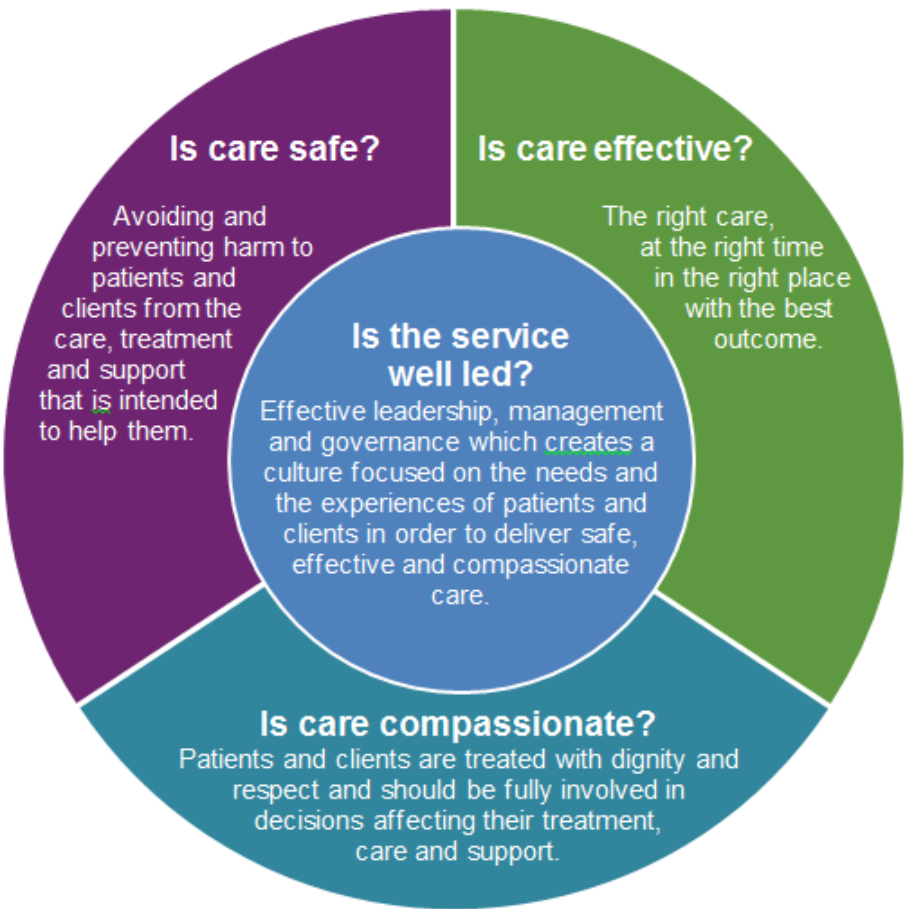 Is care safe?
Avoiding and
preventing harm to
patients and
clients from the
care, treatment
and support
that is intended
to help them.
Is care effective?
The right care,
at the right time
in the right place
with the best
outcome.
Is the service
well led?
Effective leadership, management
and governance which creates a
culture focused on the needs and
the experiences of patients and
clients in order to deliver safe,
effective and compassionate
care.
Is care compassionate?
Patients and clients are treated with dignity and
respect and should be fully involved in
decisions affecting their treatment,
care and support.